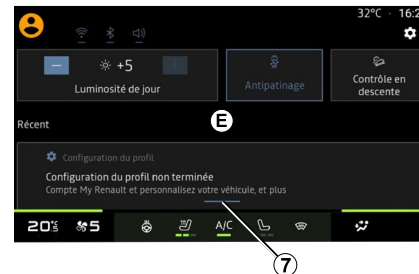 32°C · 16:2
+5
Luminosité de jour
Antipatinage
Contrôle en
descente
E
Récent
Configuration du profil
Configuration du profil non terminée
Compte My Renault et personnalisez votre véhicule, et plus
20°5
5
A/C
7